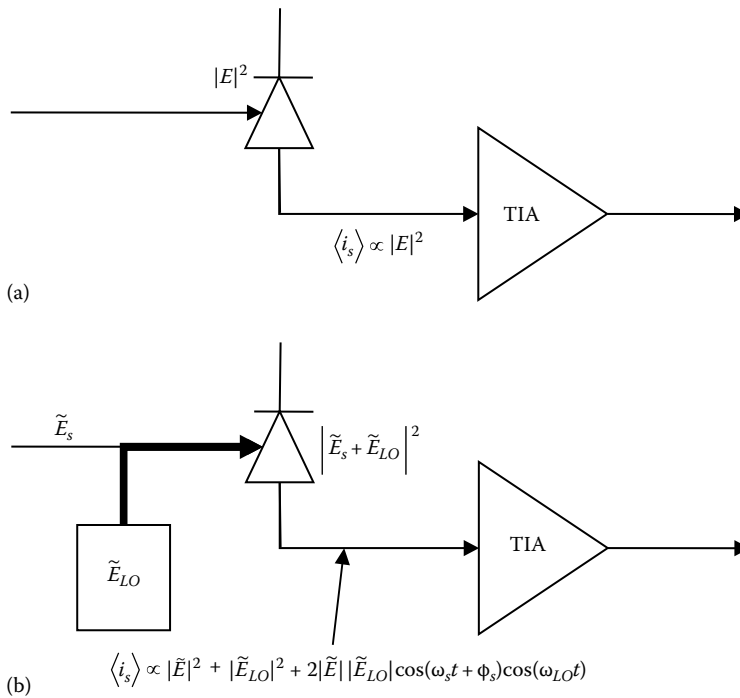 |E|²
TIA
⟨i_s⟩ ∝ |E|²
(a)
Ẽ_s
|Ẽ_s + Ẽ_LO|²
TIA
Ẽ_LO
(b)
⟨i_s⟩ ∝ |Ẽ|² + |Ẽ_LO|² + 2|Ẽ| |Ẽ_LO| cos(ω_s t + ϕ_s) cos(ω_LO t)